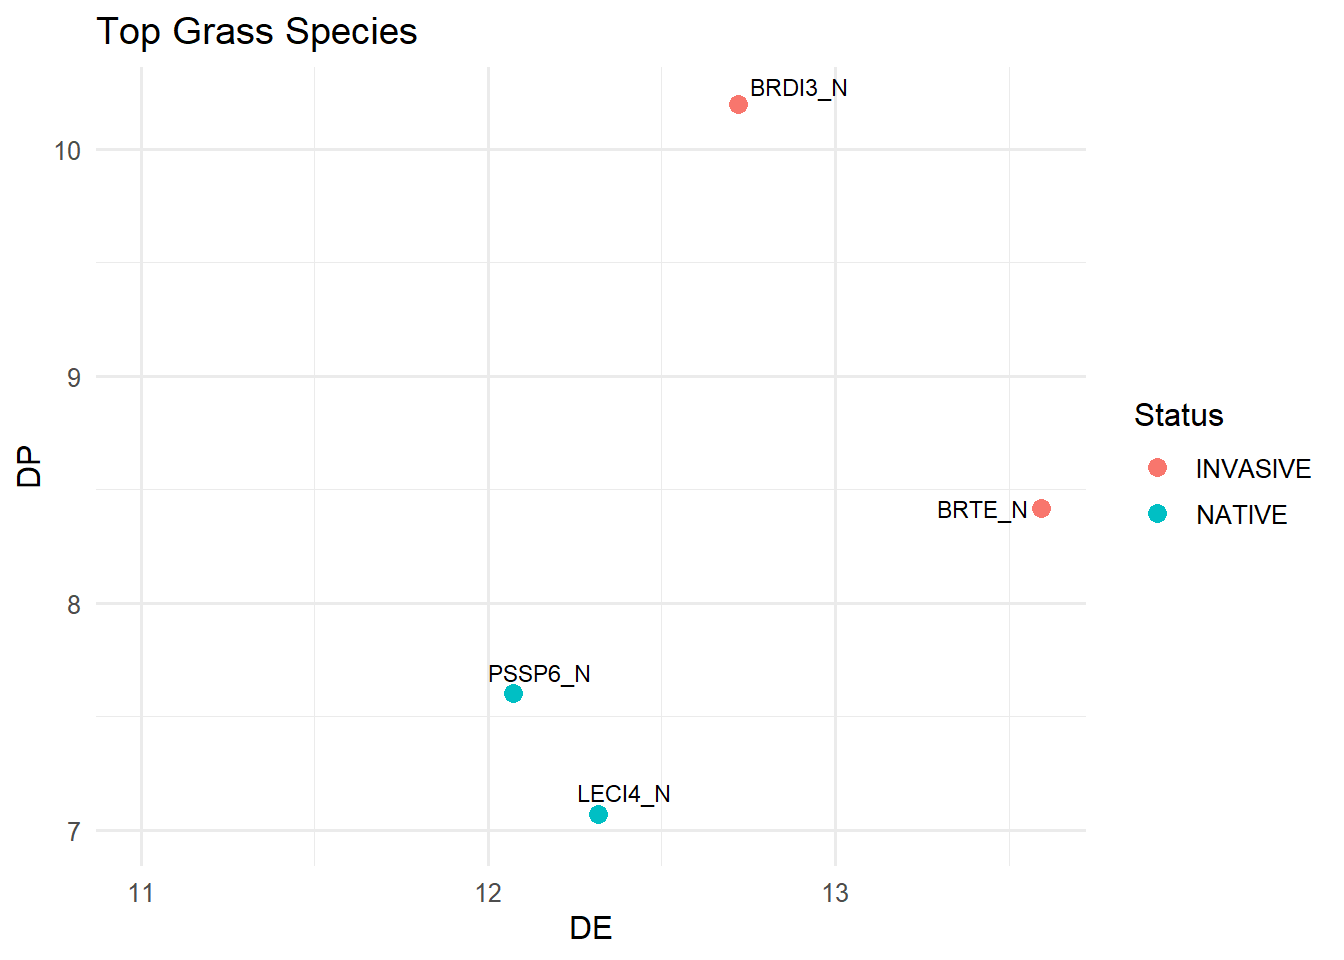 Top Grass Species
BRDI3_N
10
9
DP
BRTE_N
8
PSSP6_N
LECI4_N
7
11 12 13
DE
Status
INVASIVE
NATIVE